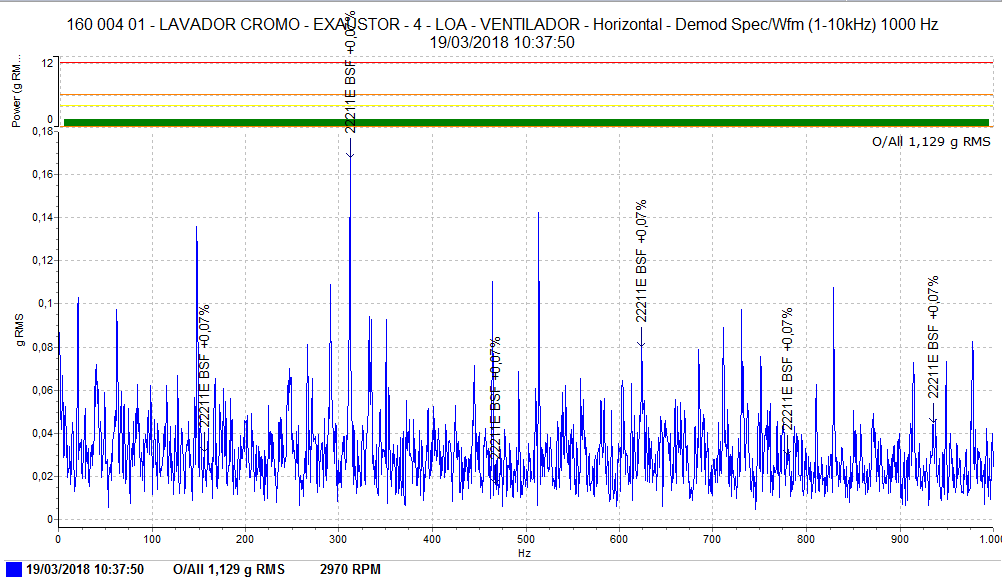 160 004 01 - LAVADOR CROMO - EXAUSTOR - 4 - LOA - VENTILADOR - Horizontal - Demod Spec/Wfm (1-10kHz) 1000 Hz
19/03/2018 10:37:50
Power (g RM...
12
0
O/All 1,129 g RMS
g RMS
0,18
0,16
0,14
0,12
0,1
0,08
0,06
0,04
0,02
0
22211E BSF +0,07%
22211E BSF +0,07%
22211E BSF +0,07%
22211E BSF +0,07%
22211E BSF +0,07%
22211E BSF +0,07%
0 100 200 300 400 500 600 700 800 900 1.000
Hz
19/03/2018 10:37:50 O/All 1,129 g RMS 2970 RPM